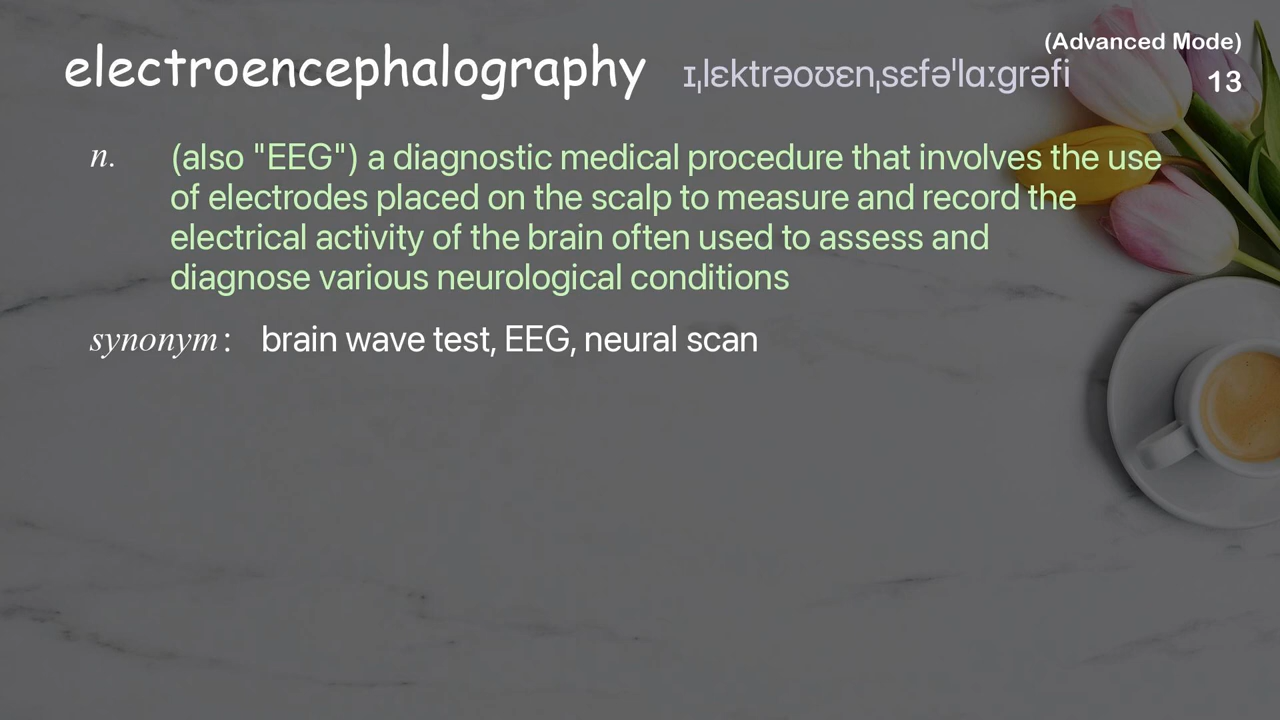 (Advanced Mode)
electroencephalography ɪˌlɛktrəoʊɛnˌsɛfəˈlɑːɡrəfi 13
n. (also "EEG") a diagnostic medical procedure that involves the use
of electrodes placed on the scalp to measure and record the
electrical activity of the brain often used to assess and
diagnose various neurological conditions
synonym : brain wave test, EEG, neural scan